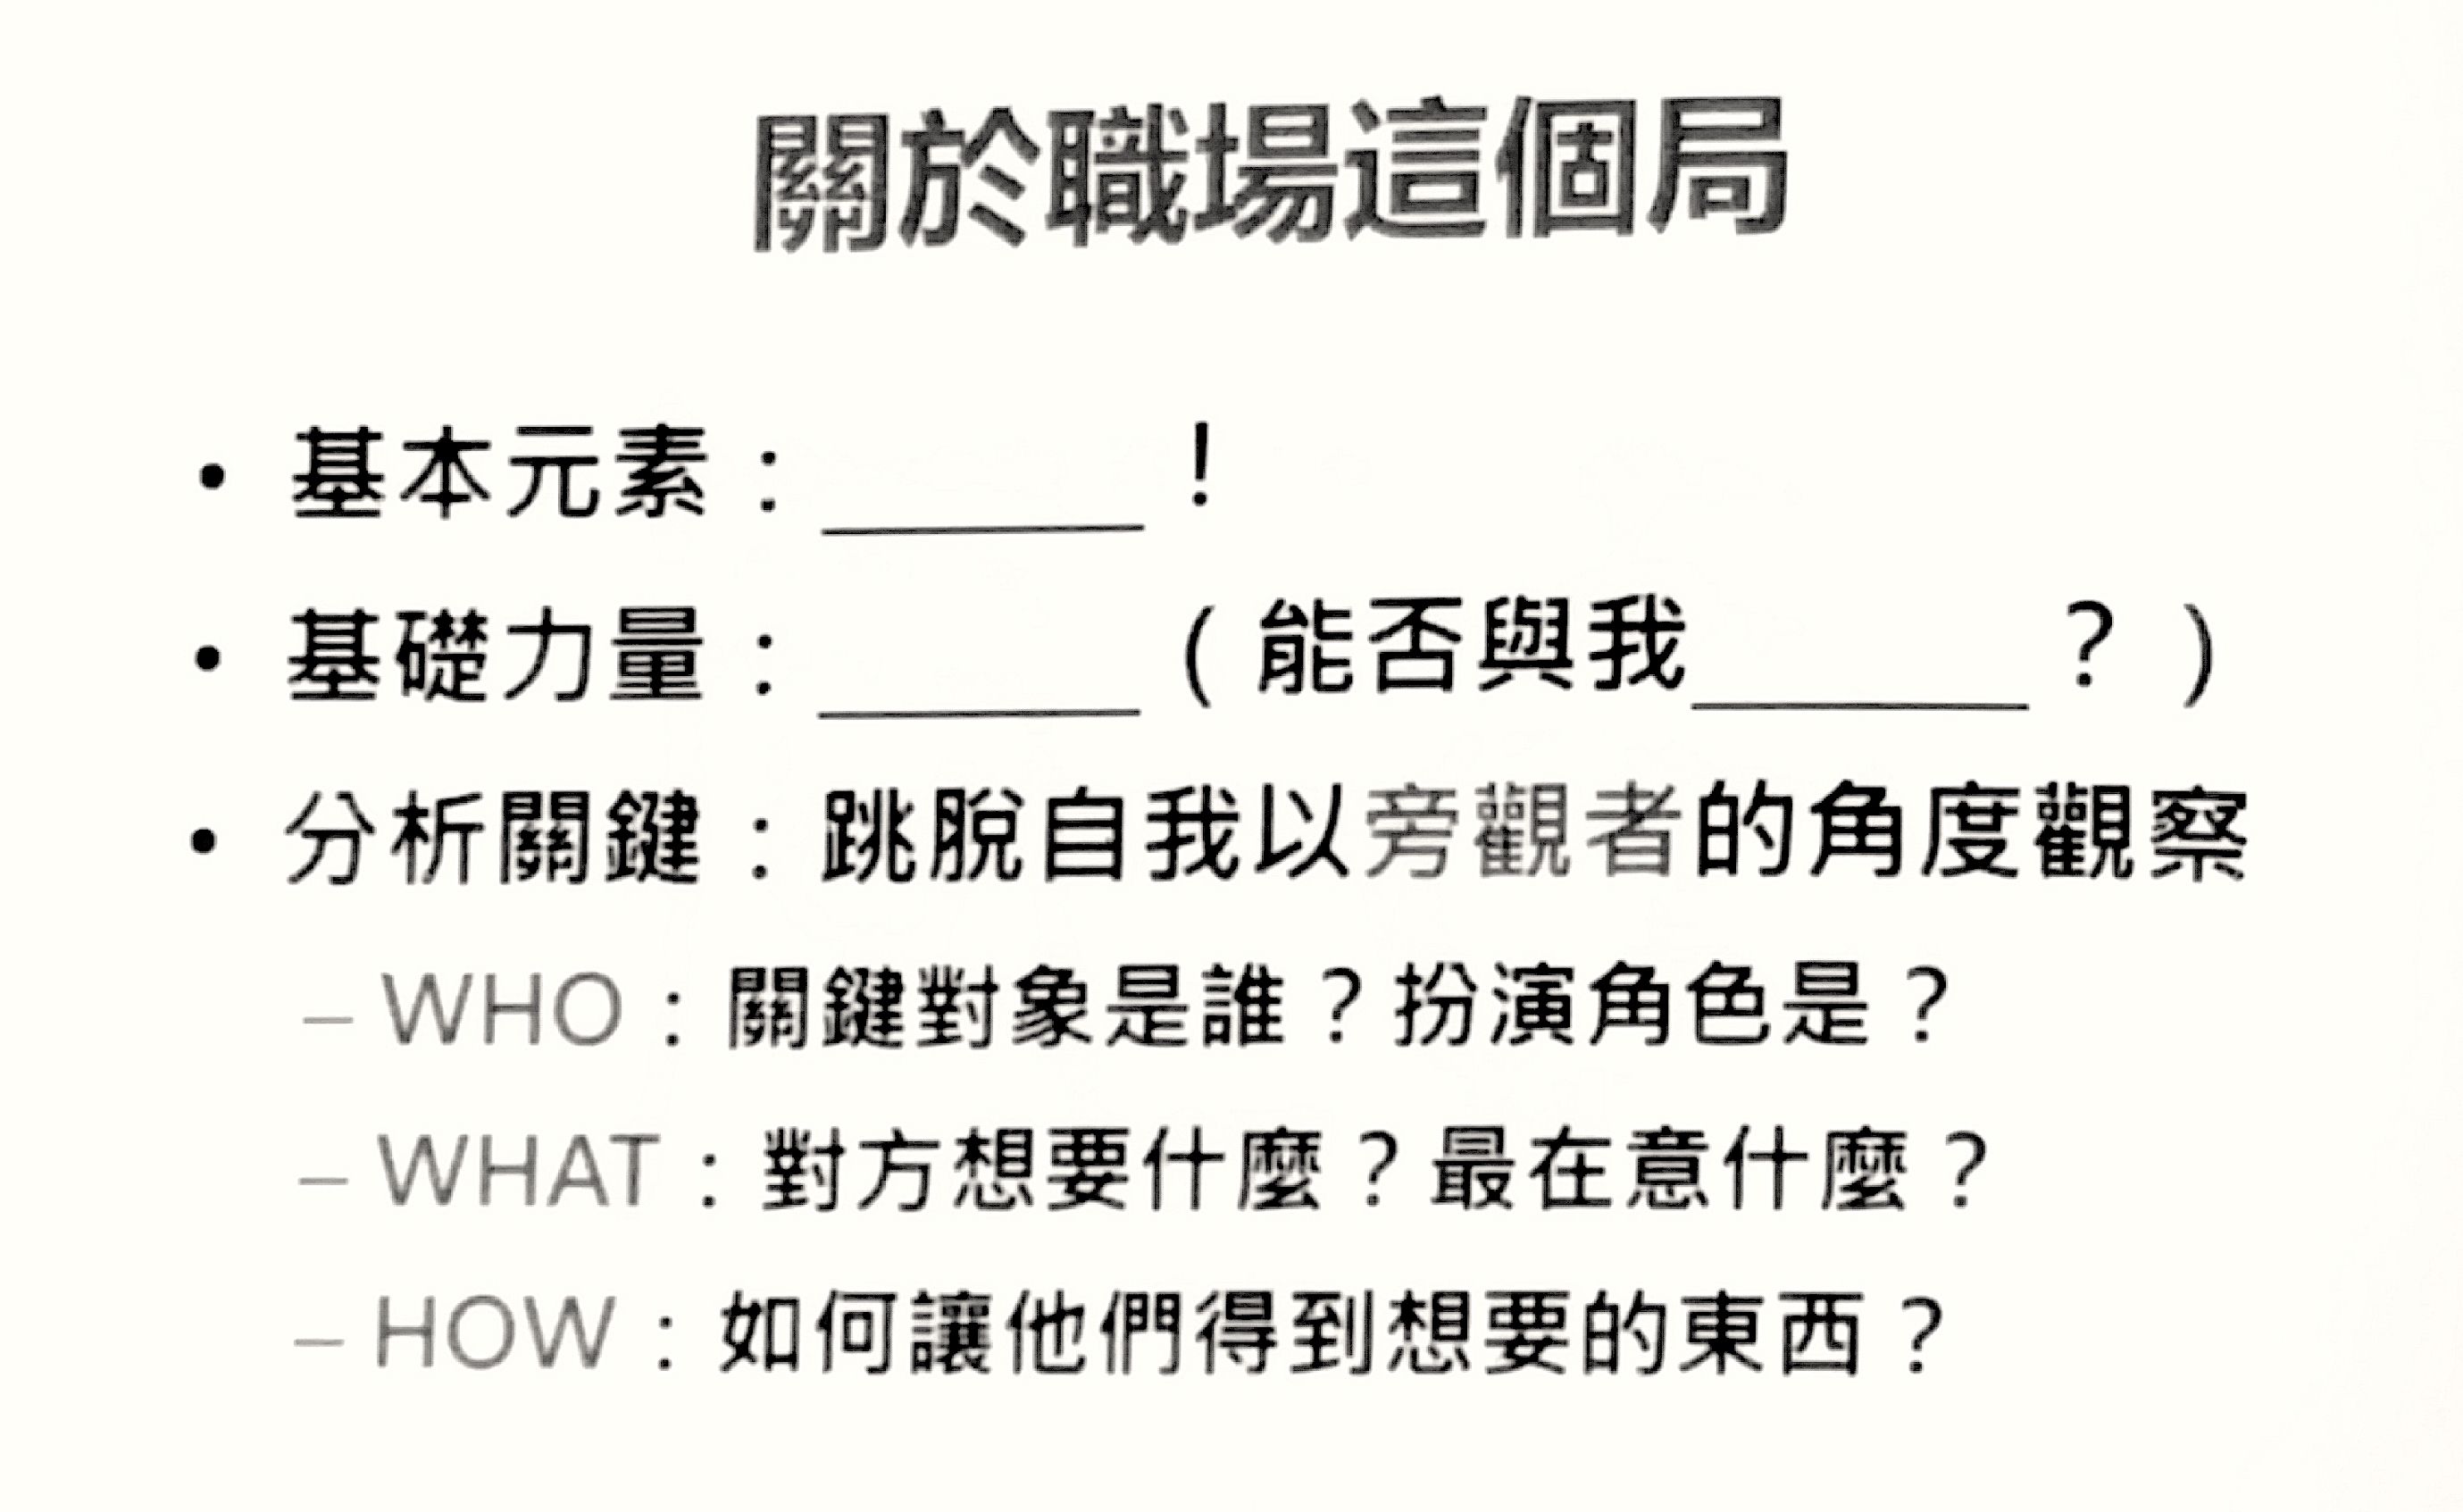 關於職場這個局
• 基本元素：______！
• 基礎力量：______（能否與我______？）
• 分析關鍵：跳脫自我以旁觀者的角度觀察
– WHO：關鍵對象是誰？扮演角色是？
– WHAT：對方想要什麼？最在意什麼？
– HOW：如何讓他們得到想要的東西？